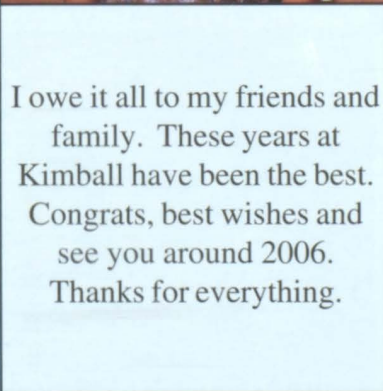 I owe it all to my friends and
family. These years at
Kimball have been the best.
Congrats, best wishes and
see you around 2006.
Thanks for everything.